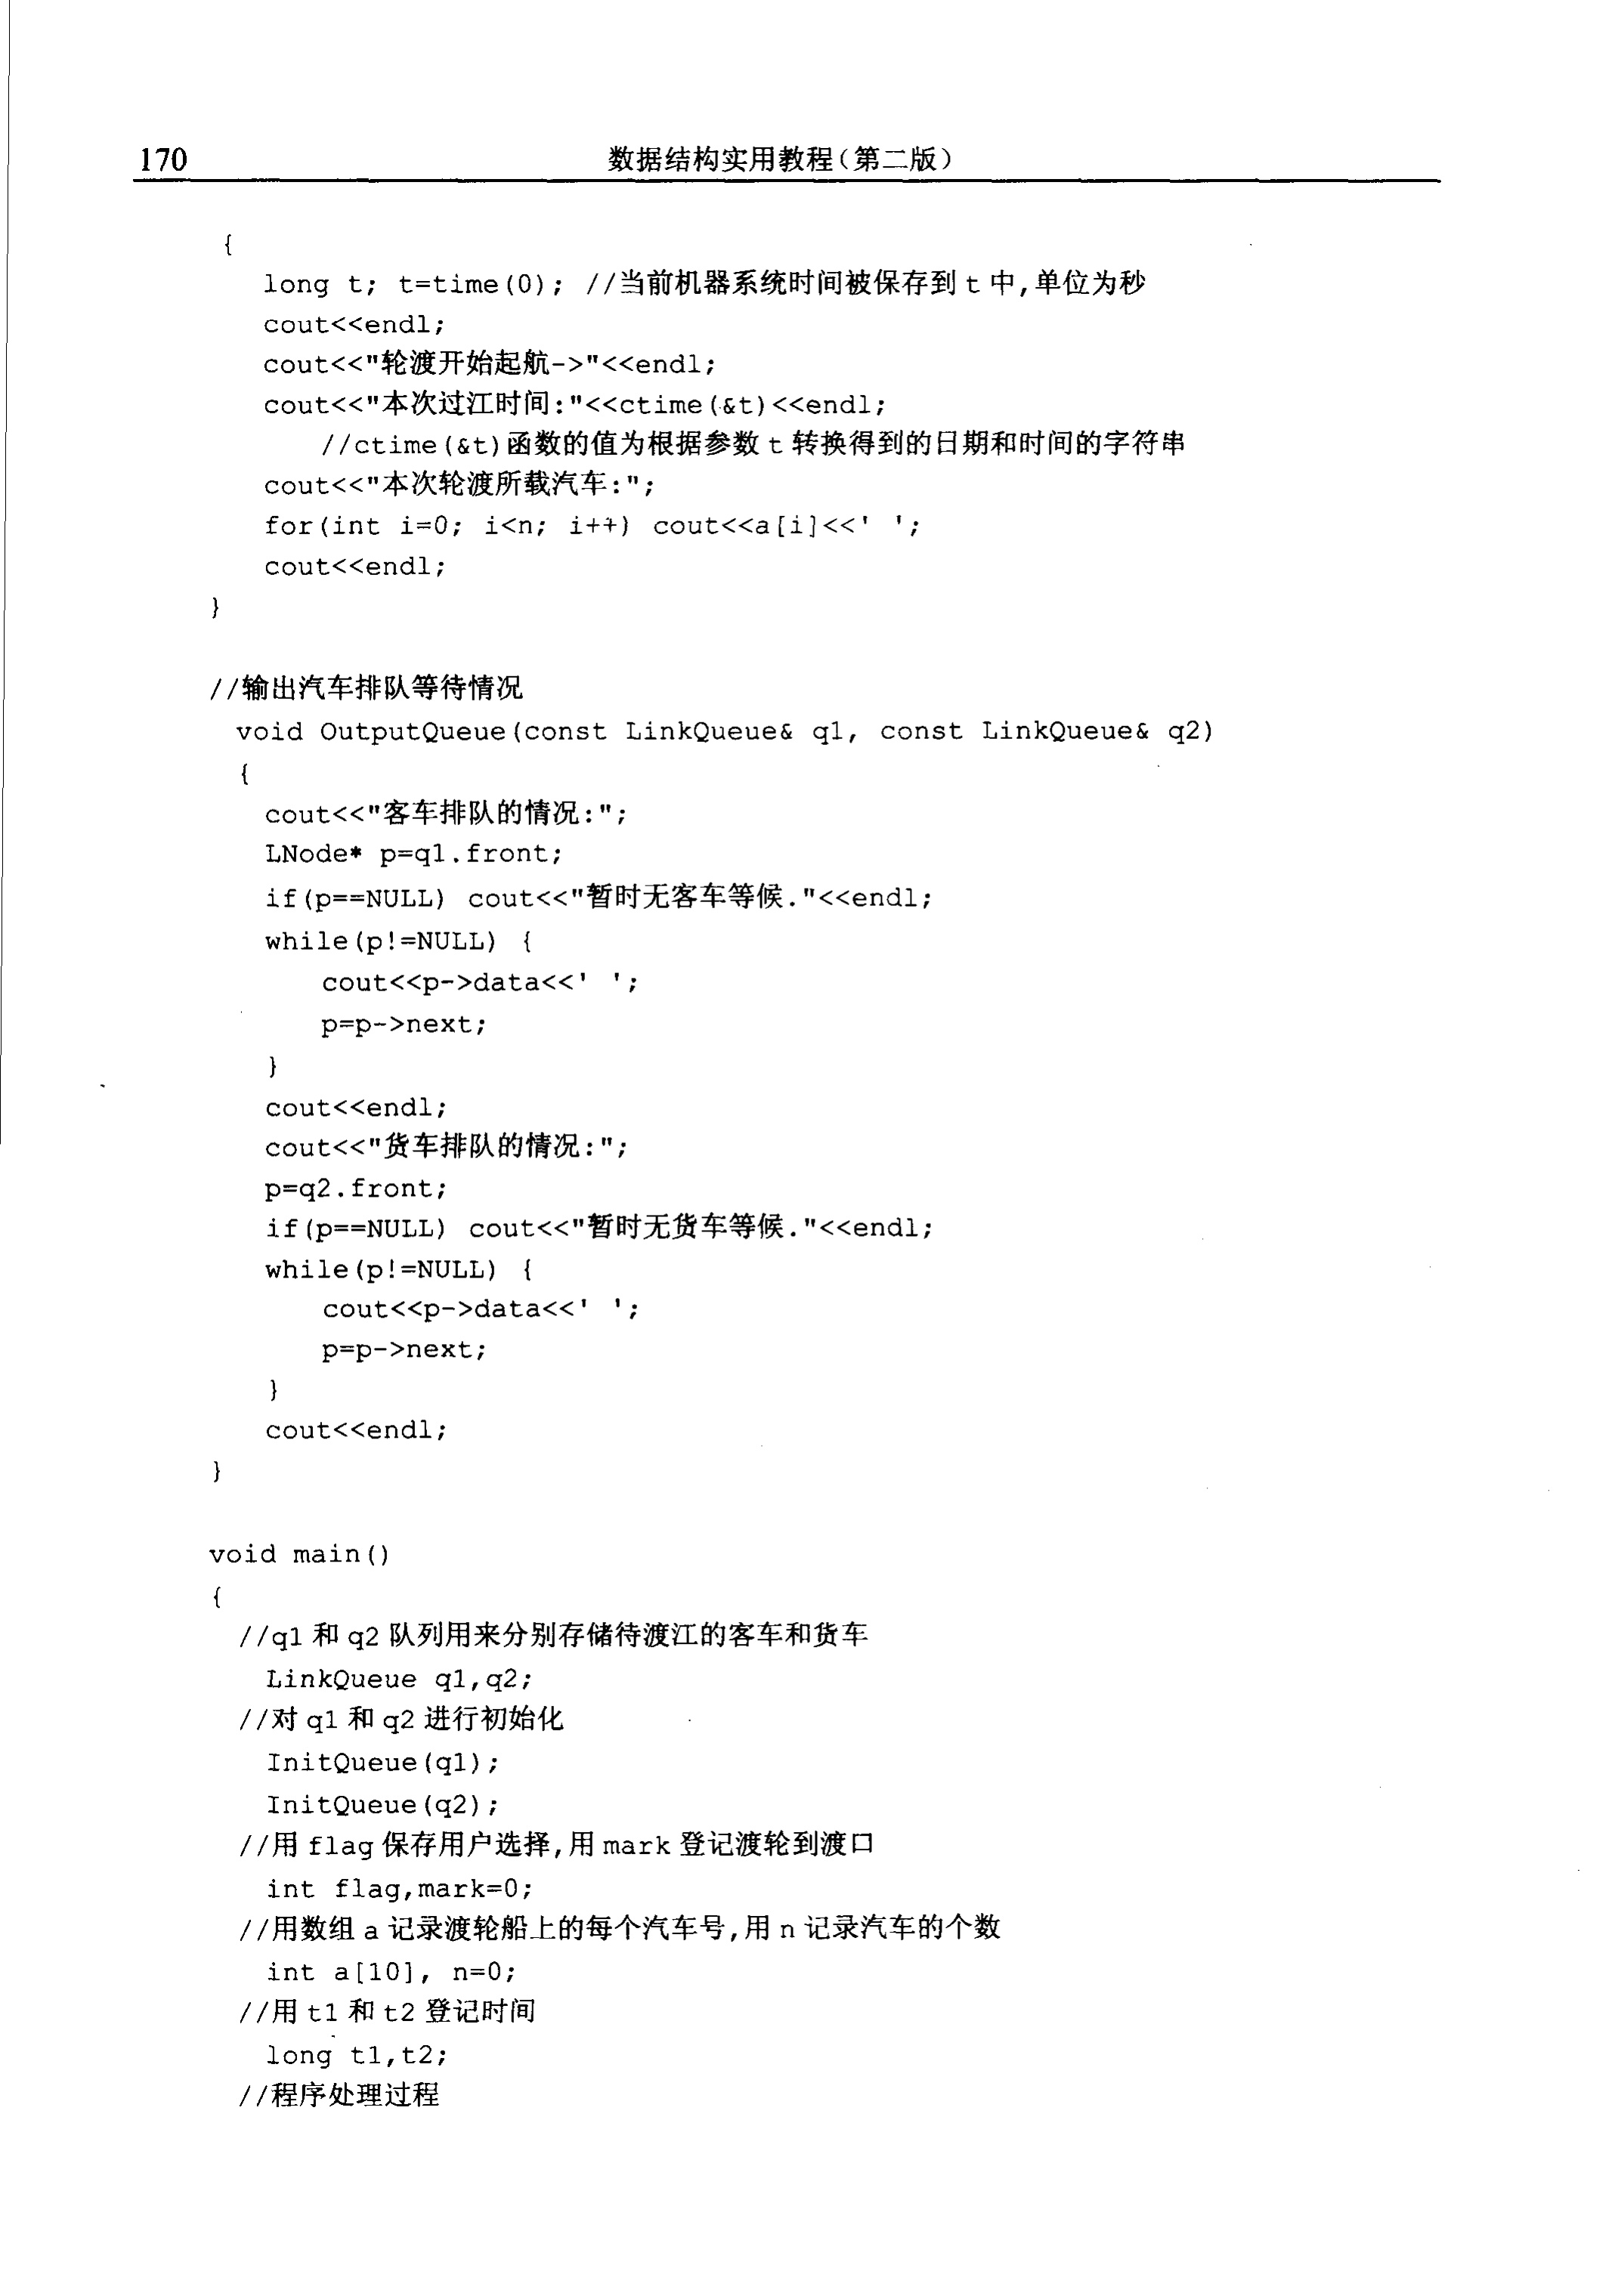 170
数据结构实用教程(第二版)
{
long t; t=time(0); //当前机器系统时间被保存到 t 中,单位为秒
cout<<endl;
cout<<"轮渡开始起航->"<<endl;
cout<<"本次过江时间:"<<ctime(&t)<<endl;
//ctime(&t)函数的值为根据参数 t 转换得到的日期和时间的字符串
cout<<"本次轮渡所载汽车:";
for(int i=0; i<n; i++) cout<<a[i]<<' ';
cout<<endl;
}
//输出汽车排队等待情况
void OutputQueue(const LinkQueue& q1, const LinkQueue& q2)
{
cout<<"客车排队的情况:";
LNode* p=q1.front;
if(p==NULL) cout<<"暂时无客车等候."<<endl;
while(p!=NULL) {
cout<<p->data<<' ';
p=p->next;
}
cout<<endl;
cout<<"货车排队的情况:";
p=q2.front;
if(p==NULL) cout<<"暂时无货车等候."<<endl;
while(p!=NULL) {
cout<<p->data<<' ';
p=p->next;
}
cout<<endl;
}
void main()
{
//q1 和 q2 队列用来分别存储待渡江的客车和货车
LinkQueue q1,q2;
//对 q1 和 q2 进行初始化
InitQueue(q1);
InitQueue(q2);
//用 flag 保存用户选择,用 mark 登记渡轮到渡口
int flag,mark=0;
//用数组 a 记录渡轮船上的每个汽车号,用 n 记录汽车的个数
int a[10], n=0;
//用 t1 和 t2 登记时间
long t1,t2;
//程序处理过程